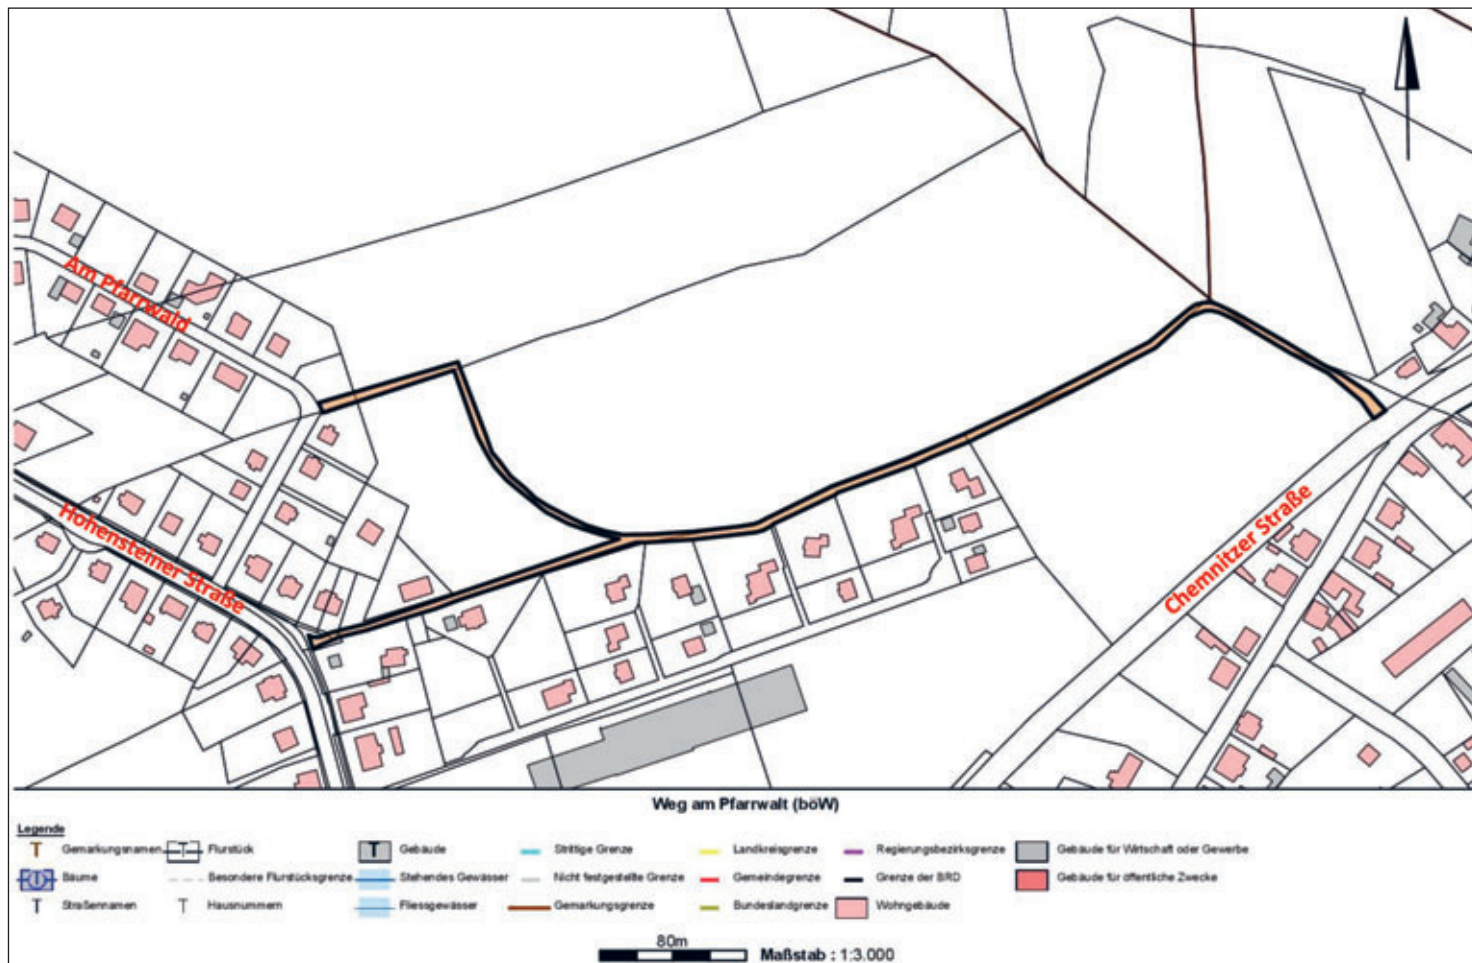 Am Pfarrwald
Hohensteiner Straße
Chemnitzer Straße
Weg am Pfarrwalt (böW)
Legende
T Gemarkungsnamen T Flurstück T Gebäude Strittige Grenze Landkreisgrenze Regierungsbezirksgrenze Gebäude für Wirtschaft oder Gewerbe
Bäume Besondere Flurstücksgrenze Stehendes Gewässer Nicht festgestellte Grenze Gemeindegrenze Grenze der BRD Gebäude für öffentliche Zwecke
T Straßennamen T Hausnummern Fliessgewässer Gemarkungsgrenze Bundeslandgrenze Wohngebäude
80m
Maßstab : 1:3.000